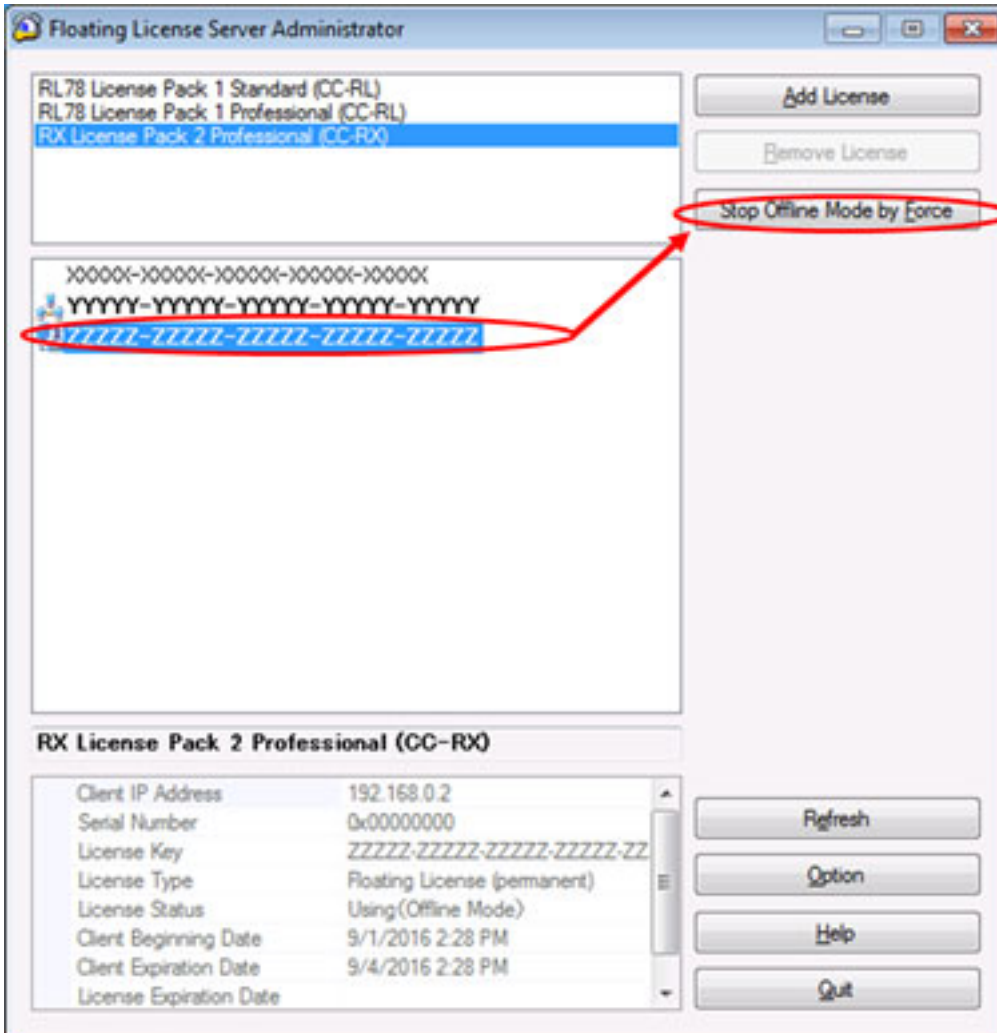 Floating License Server Administrator
RL78 License Pack 1 Standard (CC-RL)
RL78 License Pack 1 Professional (CC-RL)
RX License Pack 2 Professional (CC-RX)
Add License
Remove License
Stop Offline Mode by Force
XXXXX-XXXXX-XXXXX-XXXXX-XXXXX
YYYYY-YYYYY-YYYYY-YYYYY-YYYYY
ZZZZZ-ZZZZZ-ZZZZZ-ZZZZZ-ZZZZZ
RX License Pack 2 Professional (CC-RX)
Client IP Address 192.168.0.2
Serial Number 0x00000000
License Key ZZZZZ-ZZZZZ-ZZZZZ-ZZZZZ-ZZ
License Type Floating License (permanent)
License Status Using(Offline Mode)
Client Beginning Date 9/1/2016 2:28 PM
Client Expiration Date 9/4/2016 2:28 PM
License Expiration Date
Refresh
Option
Help
Quit